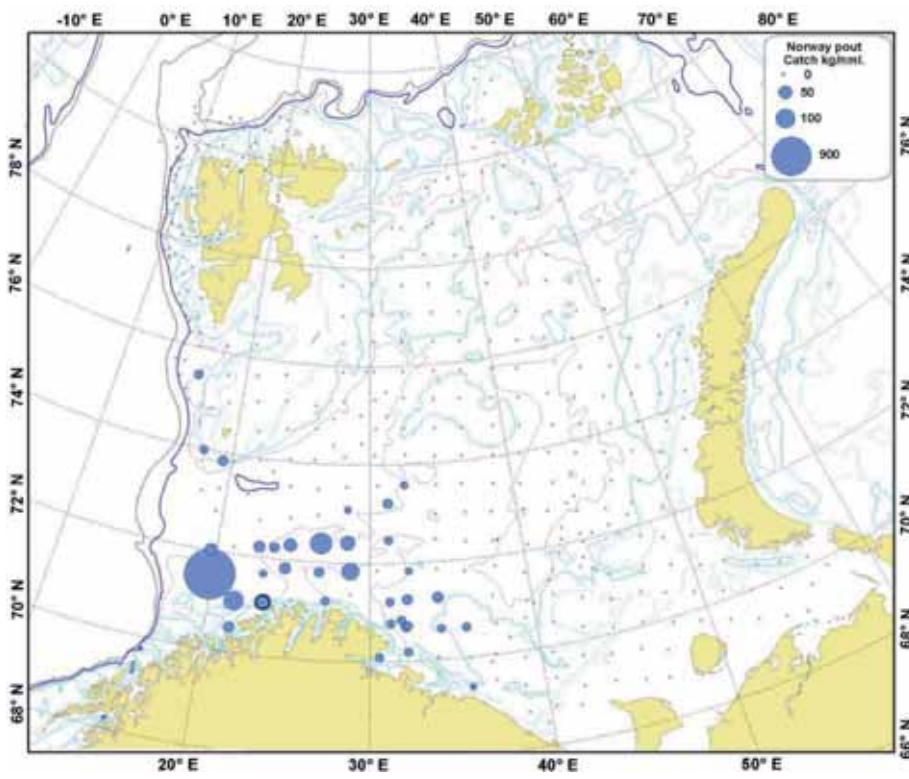 -10° E 0° E 10° E 20° E 30° E 40° E 50° E 60° E 70° E 80° E
Norway pout
Catch kg/nml.
0
50
100
900
78° N
76° N
74° N
72° N
70° N
68° N
76° N
74° N
72° N
70° N
68° N
66° N
20° E 30° E 40° E 50° E